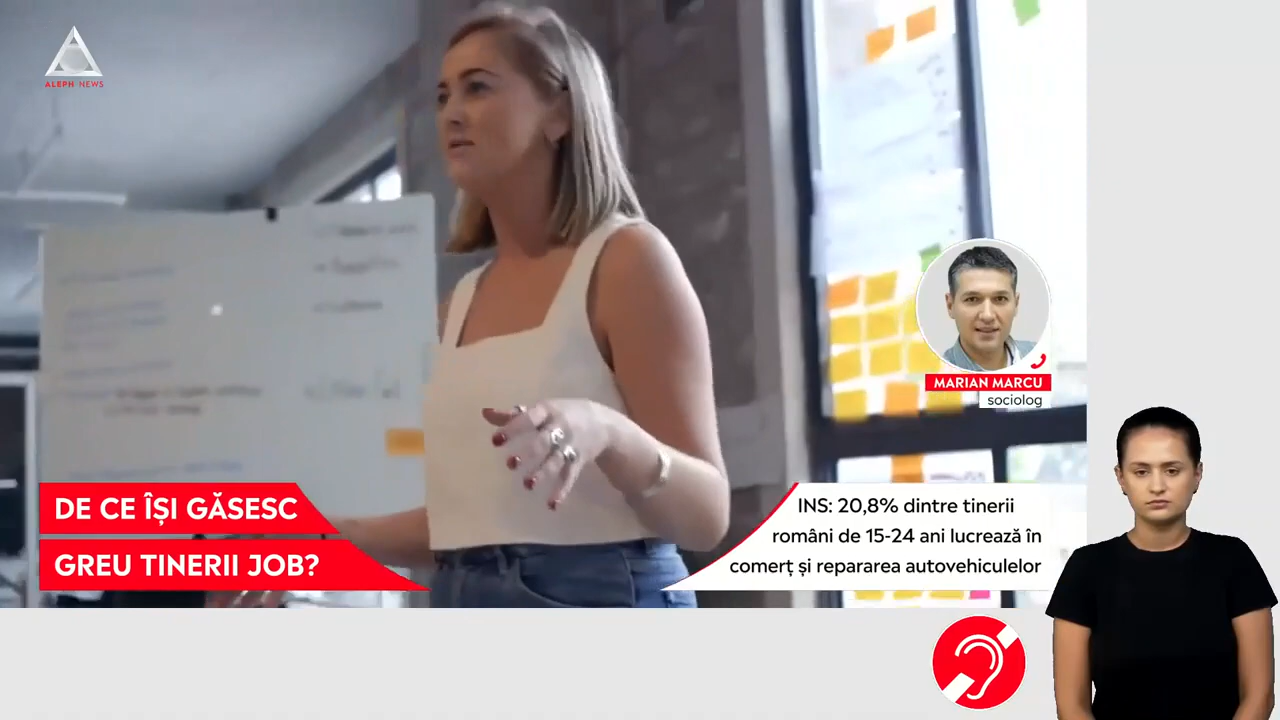 ALEPH NEWS
MARIAN MARCU
sociolog
DE CE ÎȘI GĂSESC
GREU TINERII JOB?
INS: 20,8% dintre tinerii
români de 15-24 ani lucrează în
comerț și repararea autovehiculelor